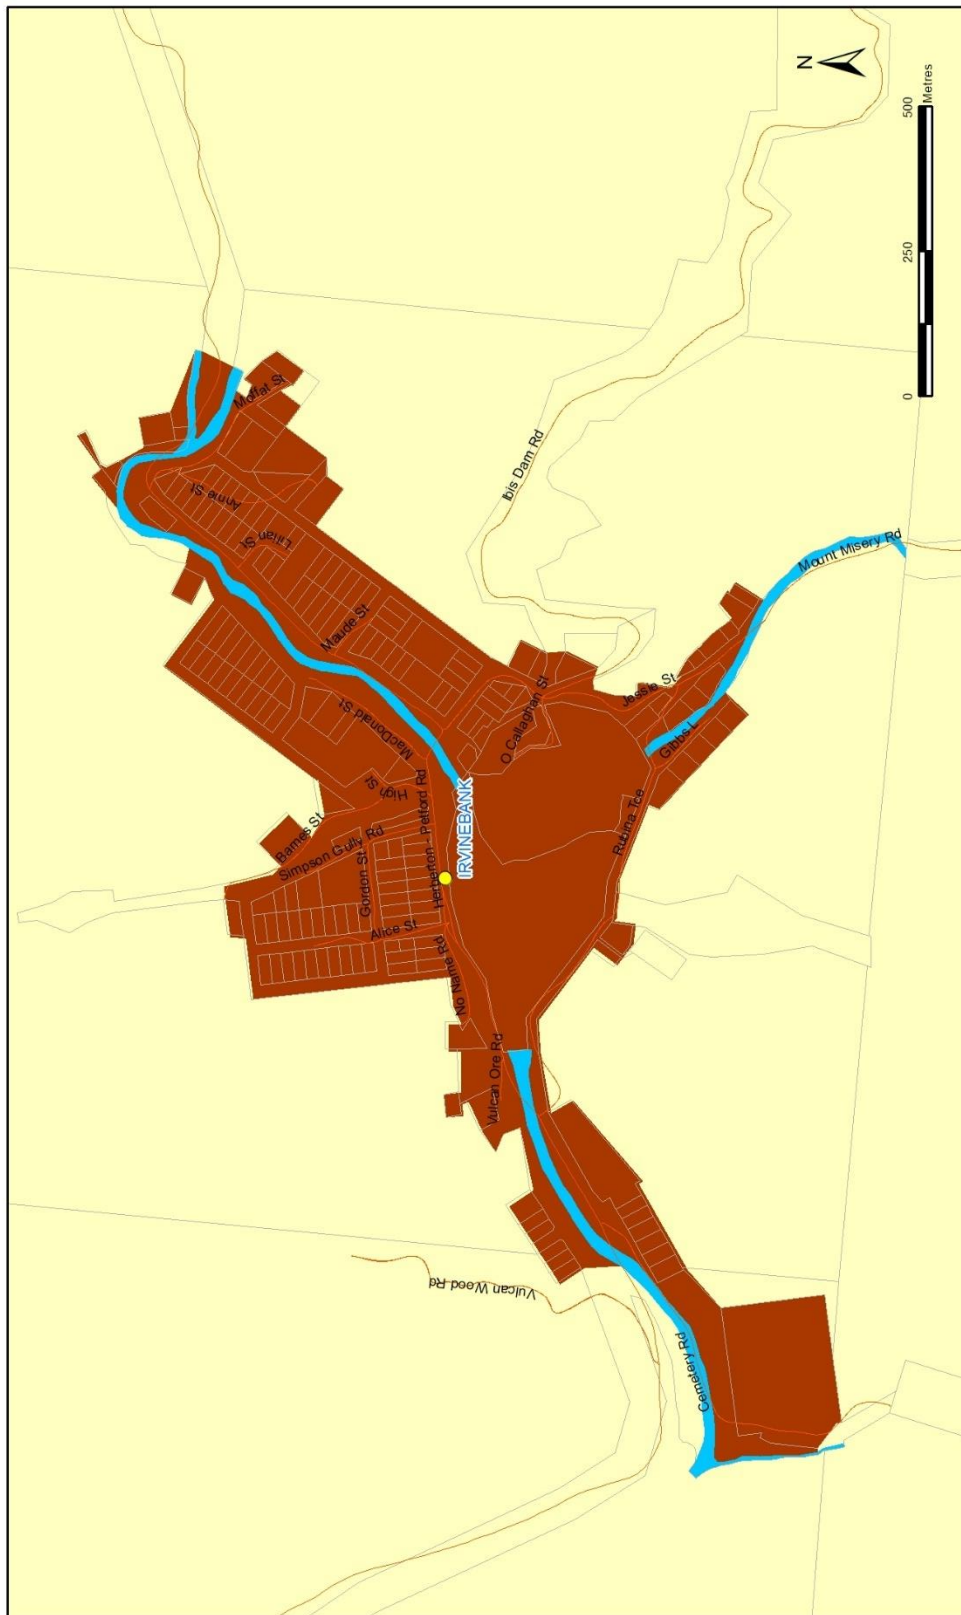 N
0
250
500
Metres
Moffat St
Annie St
Lilian St
Maude St
MacDonald St
High St
Barnes St
Simpson Gully Rd
Gordon St
Alice St
Herberton - Petford Rd
IRVINEBANK
No Name Rd
Vulcan Ore Rd
O Callaghan St
Ibis Dam Rd
Mount Misery Rd
Jessie St
Gibbs L
Rubina Tce
Vulcan Wood Rd
Cemetery Rd